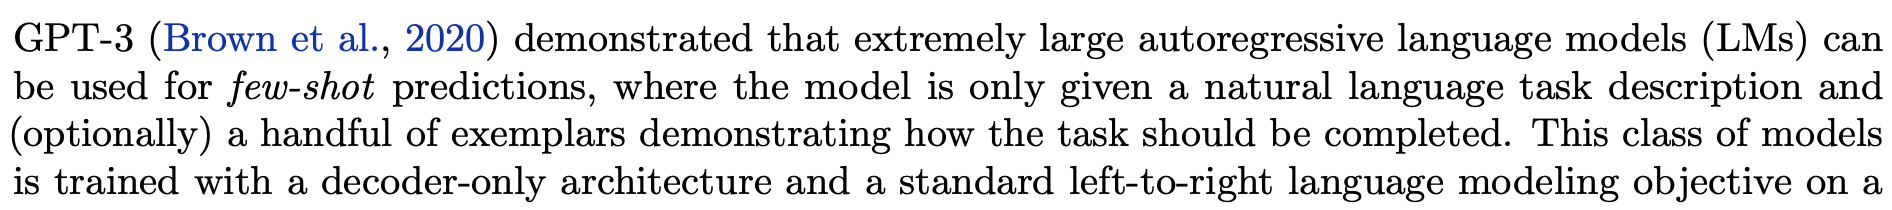 GPT-3 (Brown et al., 2020) demonstrated that extremely large autoregressive language models (LMs) can
be used for few-shot predictions, where the model is only given a natural language task description and
(optionally) a handful of exemplars demonstrating how the task should be completed. This class of models
is trained with a decoder-only architecture and a standard left-to-right language modeling objective on a